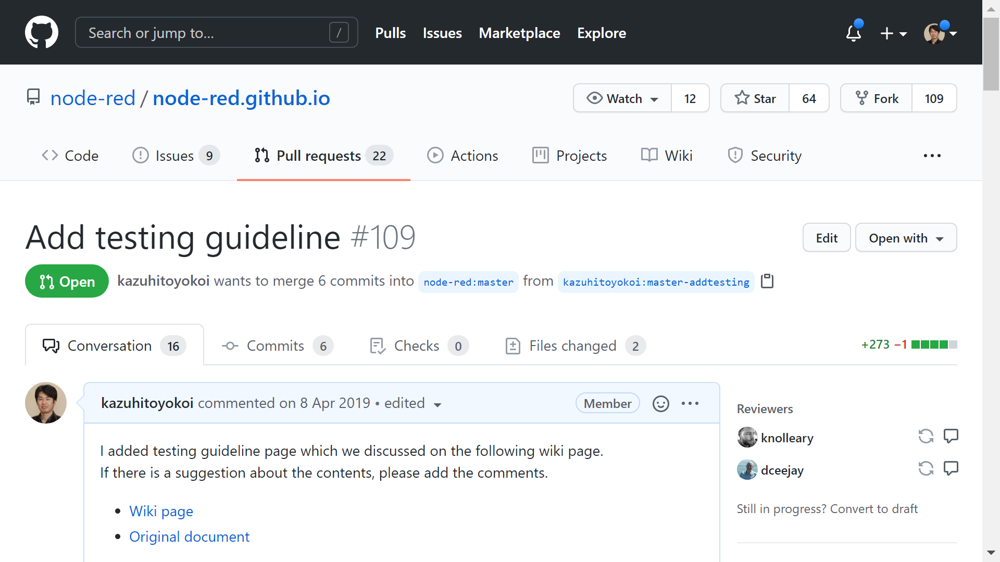 Search or jump to... /
Pulls Issues Marketplace Explore
node-red / node-red.github.io
Watch 12 Star 64 Fork 109
Code Issues 9 Pull requests 22 Actions Projects Wiki Security ...
Add testing guideline #109
Edit Open with
Open kazuhitoyokoi wants to merge 6 commits into node-red:master from kazuhitoyokoi:master-addtesting
Conversation 16 Commits 6 Checks 0 Files changed 2 +273 −1
kazuhitoyokoi commented on 8 Apr 2019 • edited Member ...
I added testing guideline page which we discussed on the following wiki page.
If there is a suggestion about the contents, please add the comments.
• Wiki page
• Original document
Reviewers
knolleary
dceejay
Still in progress? Convert to draft